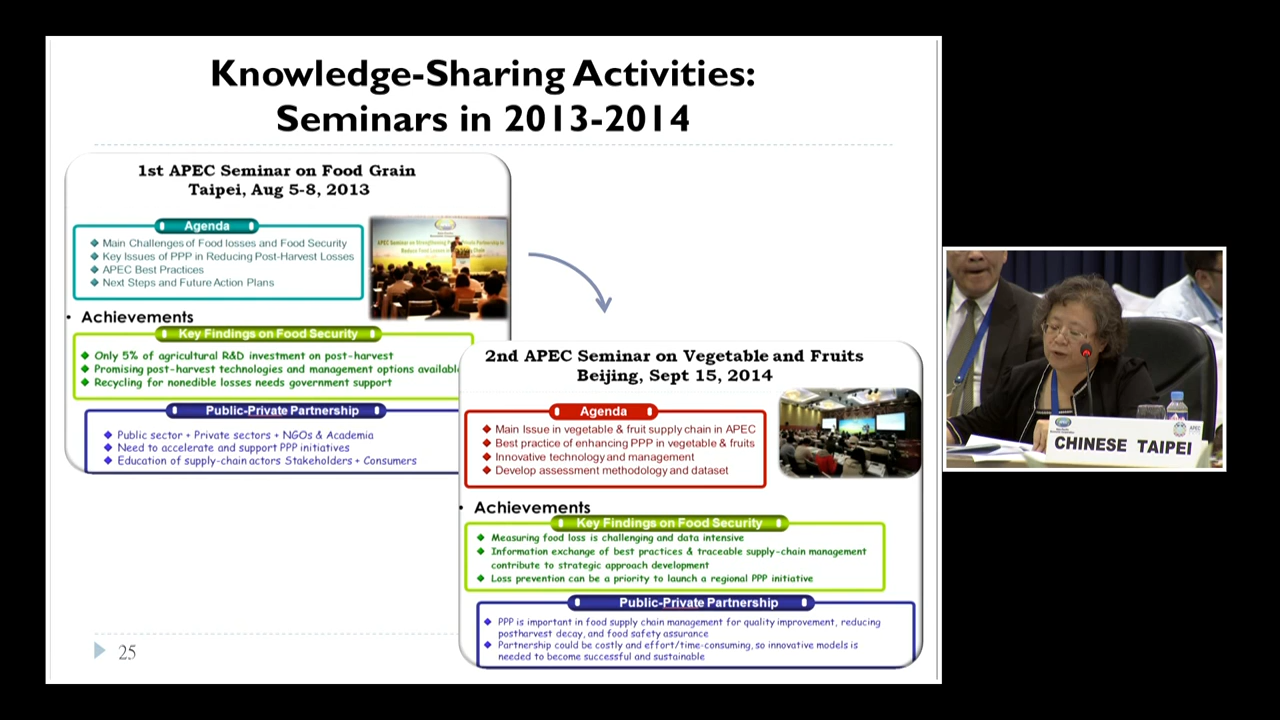 Knowledge-Sharing Activities:
Seminars in 2013-2014
1st APEC Seminar on Food Grain
Taipei, Aug 5-8, 2013
Agenda
Main Challenges of Food losses and Food Security
Key Issues of PPP in Reducing Post-Harvest Losses
APEC Best Practices
Next Steps and Future Action Plans
• Achievements
Key Findings on Food Security
Only 5% of agricultural R&D investment on post-harvest
Promising post-harvest technologies and management options availabl
Recycling for nonedible losses needs government support
Public-Private Partnership
Public sector + Private sectors + NGOs & Academia
Need to accelerate and support PPP initiatives
Education of supply-chain actors Stakeholders + Consumers
2nd APEC Seminar on Vegetable and Fruits
Beijing, Sept 15, 2014
Agenda
Main Issue in vegetable & fruit supply chain in APEC
Best practice of enhancing PPP in vegetable & fruits
Innovative technology and management
Develop assessment methodology and dataset
• Achievements
Key Findings on Food Security
Measuring food loss is challenging and data intensive
Information exchange of best practices & traceable supply-chain management
contribute to strategic approach development
Loss prevention can be a priority to launch a regional PPP initiative
Public-Private Partnership
PPP is important in food supply chain management for quality improvement, reducing
postharvest decay, and food safety assurance
Partnership could be costly and effort/time-consuming, so innovative models is
needed to become successful and sustainable
25
APEC
CHINESE TAIPEI